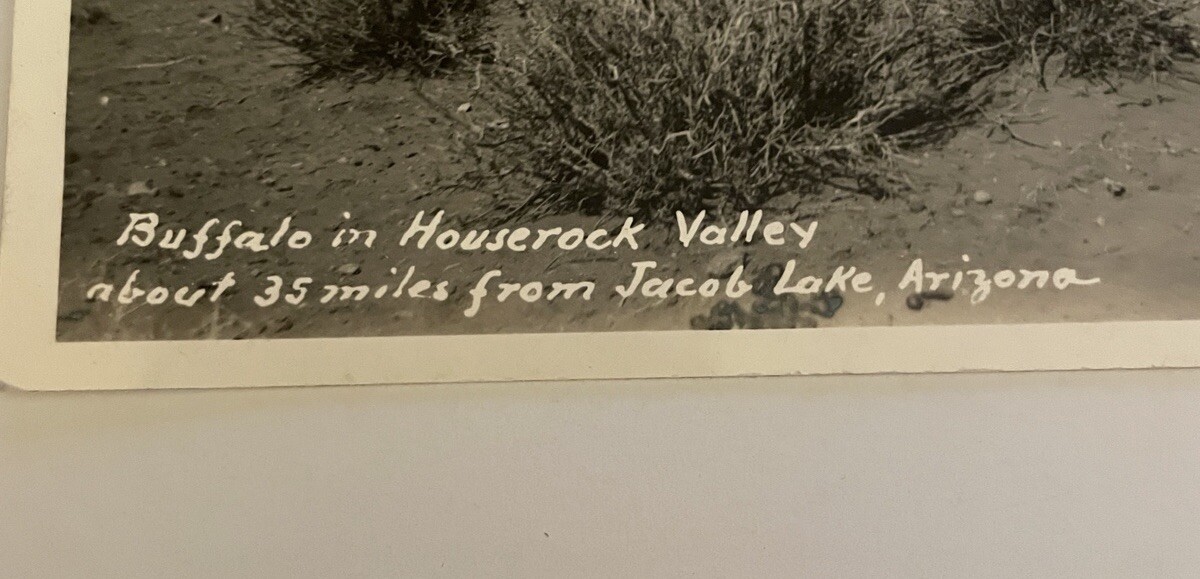 Buffalo in Houserock Valley
about 35 miles from Jacob Lake, Arizona